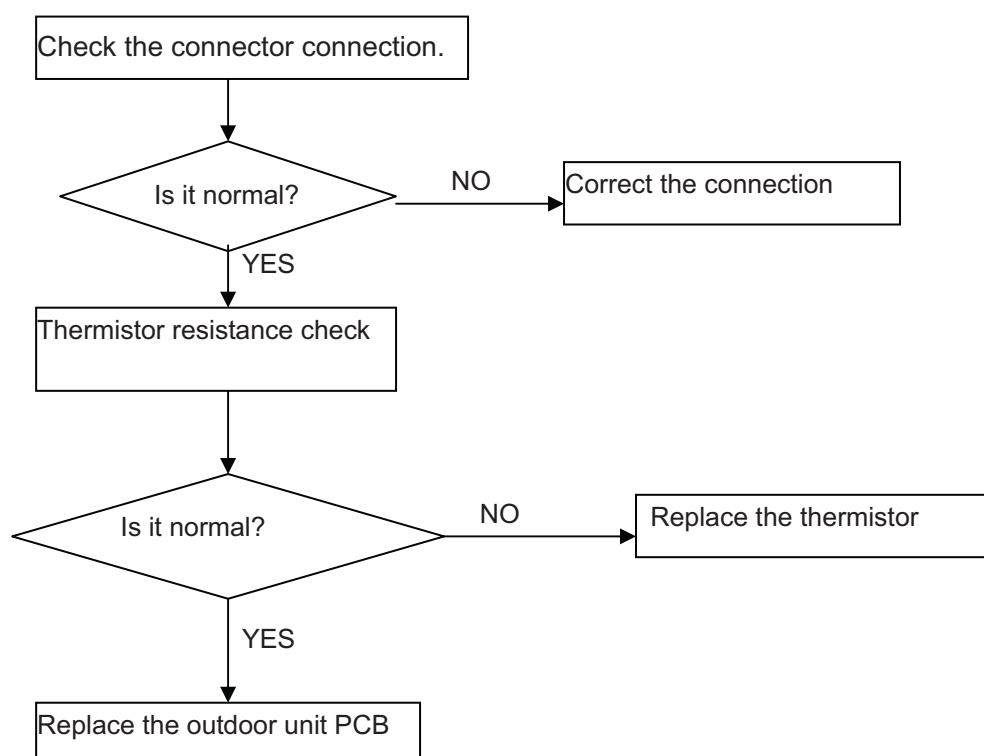 Check the connector connection.
Is it normal?
NO
Correct the connection
YES
Thermistor resistance check
Is it normal?
NO
Replace the thermistor
YES
Replace the outdoor unit PCB